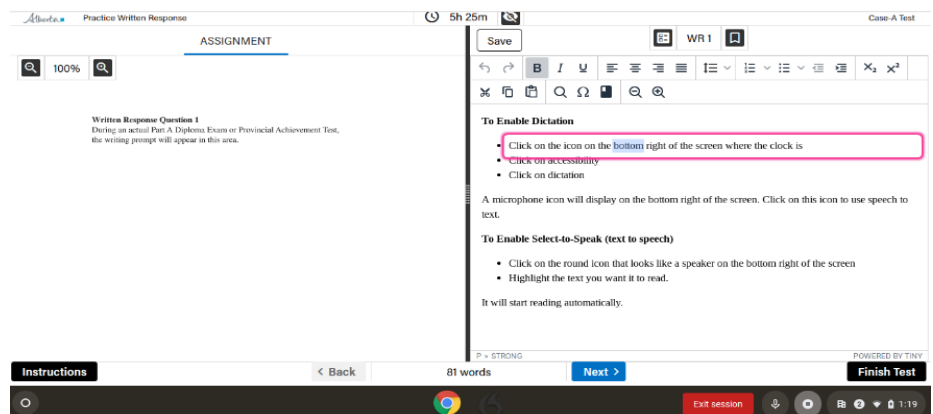 Alberta Practice Written Response 5h 25m Case-A Test
ASSIGNMENT
Save WR 1
100%
B I U X₂ X²
Ω
Written Response Question 1
During an actual Part A Diploma Exam or Provincial Achievement Test,
the writing prompt will appear in this area.
To Enable Dictation
• Click on the icon on the bottom right of the screen where the clock is
• Click on accessibility
• Click on dictation
A microphone icon will display on the bottom right of the screen. Click on this icon to use speech to
text.
To Enable Select-to-Speak (text to speech)
• Click on the round icon that looks like a speaker on the bottom right of the screen
• Highlight the text you want it to read.
It will start reading automatically.
P » STRONG POWERED BY TINY
Instructions < Back 81 words Next > Finish Test
Exit session 2 1:19